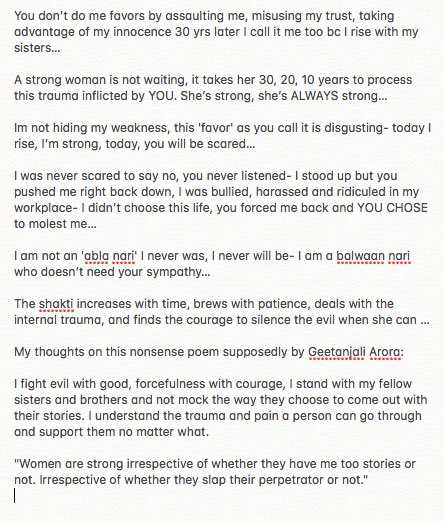 You don't do me favors by assaulting me, misusing my trust, taking
advantage of my innocence 30 yrs later I call it me too bc I rise with my
sisters...
A strong woman is not waiting, it takes her 30, 20, 10 years to process
this trauma inflicted by YOU. She's strong, she's ALWAYS strong...
Im not hiding my weakness, this 'favor' as you call it is disgusting- today I
rise, I'm strong, today, you will be scared...
I was never scared to say no, you never listened- I stood up but you
pushed me right back down, I was bullied, harassed and ridiculed in my
workplace- I didn't choose this life, you forced me back and YOU CHOSE
to molest me...
I am not an 'abla nari' I never was, I never will be- I am a balwaan nari
who doesn't need your sympathy...
The shakti increases with time, brews with patience, deals with the
internal trauma, and finds the courage to silence the evil when she can ...
My thoughts on this nonsense poem supposedly by Geetanjali Arora:
I fight evil with good, forcefulness with courage, I stand with my fellow
sisters and brothers and not mock the way they choose to come out with
their stories. I understand the trauma and pain a person can go through
and support them no matter what.
"Women are strong irrespective of whether they have me too stories or
not. Irrespective of whether they slap their perpetrator or not."